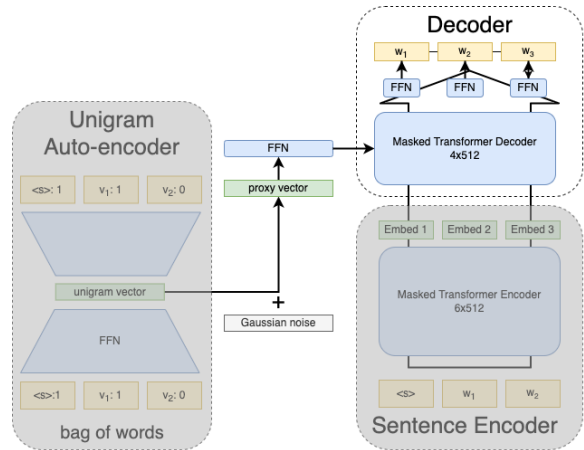 Decoder
w1
w2
w3
FFN
FFN
FFN
Masked Transformer Decoder
4x512
Unigram
Auto-encoder
<s>: 1
v1: 1
v2: 0
unigram vector
FFN
<s>:1
v1: 1
v2: 0
bag of words
FFN
proxy vector
+
Gaussian noise
Embed 1
Embed 2
Embed 3
Masked Transformer Encoder
6x512
<s>
w1
w2
Sentence Encoder